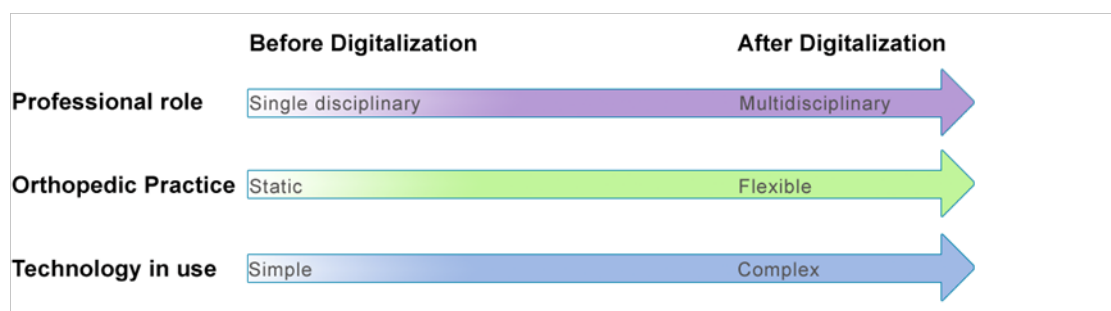 Before Digitalization After Digitalization
Professional role Single disciplinary Multidisciplinary
Orthopedic Practice Static Flexible
Technology in use Simple Complex